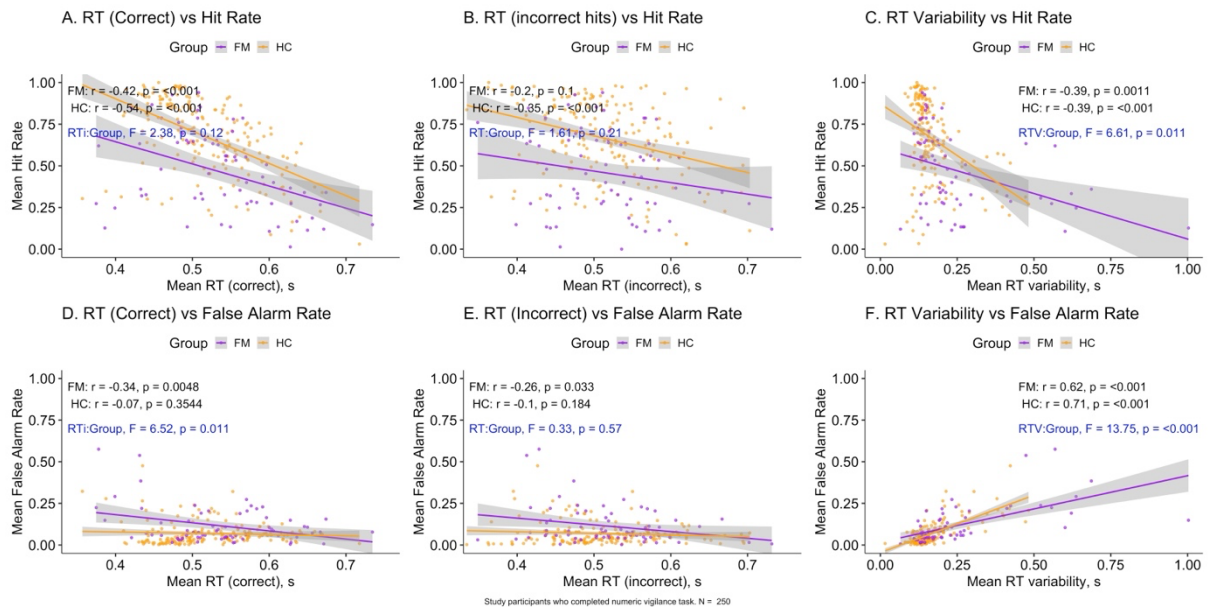 A. RT (Correct) vs Hit Rate
Group FM HC
FM: r = -0.42, p = <0.001
HC: r = -0.54, p = <0.001
RTi:Group, F = 2.38, p = 0.12
Mean Hit Rate
1.00
0.75
0.50
0.25
0.00
0.4 0.5 0.6 0.7
Mean RT (correct), s
B. RT (incorrect hits) vs Hit Rate
Group FM HC
FM: r = -0.2, p = 0.1
HC: r = -0.35, p = <0.001
RT:Group, F = 1.61, p = 0.21
Mean Hit Rate
1.00
0.75
0.50
0.25
0.00
0.4 0.5 0.6 0.7
Mean RT (incorrect), s
C. RT Variability vs Hit Rate
Group FM HC
FM: r = -0.39, p = 0.0011
HC: r = -0.39, p = <0.001
RTV:Group, F = 6.61, p = 0.011
Mean Hit Rate
1.00
0.75
0.50
0.25
0.00
0.00 0.25 0.50 0.75 1.00
Mean RT variability, s
D. RT (Correct) vs False Alarm Rate
Group FM HC
FM: r = -0.34, p = 0.0048
HC: r = -0.07, p = 0.3544
RTi:Group, F = 6.52, p = 0.011
Mean False Alarm Rate
1.00
0.75
0.50
0.25
0.00
0.4 0.5 0.6 0.7
Mean RT (correct), s
E. RT (Incorrect) vs False Alarm Rate
Group FM HC
FM: r = -0.26, p = 0.033
HC: r = -0.1, p = 0.184
RT:Group, F = 0.33, p = 0.57
Mean False Alarm Rate
1.00
0.75
0.50
0.25
0.00
0.4 0.5 0.6 0.7
Mean RT (incorrect), s
F. RT Variability vs False Alarm Rate
Group FM HC
FM: r = 0.62, p = <0.001
HC: r = 0.71, p = <0.001
RTV:Group, F = 13.75, p = <0.001
Mean False Alarm Rate
1.00
0.75
0.50
0.25
0.00
0.00 0.25 0.50 0.75 1.00
Mean RT variability, s
Study participants who completed numeric vigilance task. N = 250